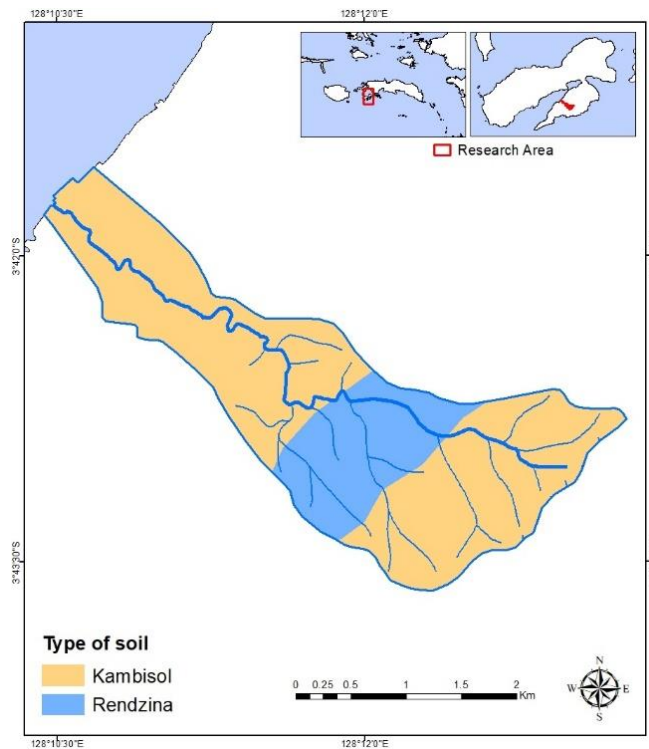 128°10'30"E
128°12'0"E
Research Area
3°42'0"S
3°43'30"S
Type of soil
Kambisol
Rendzina
0 0.25 0.5 1 1.5 2
Km
N
W E
S
128°10'30"E
128°12'0"E